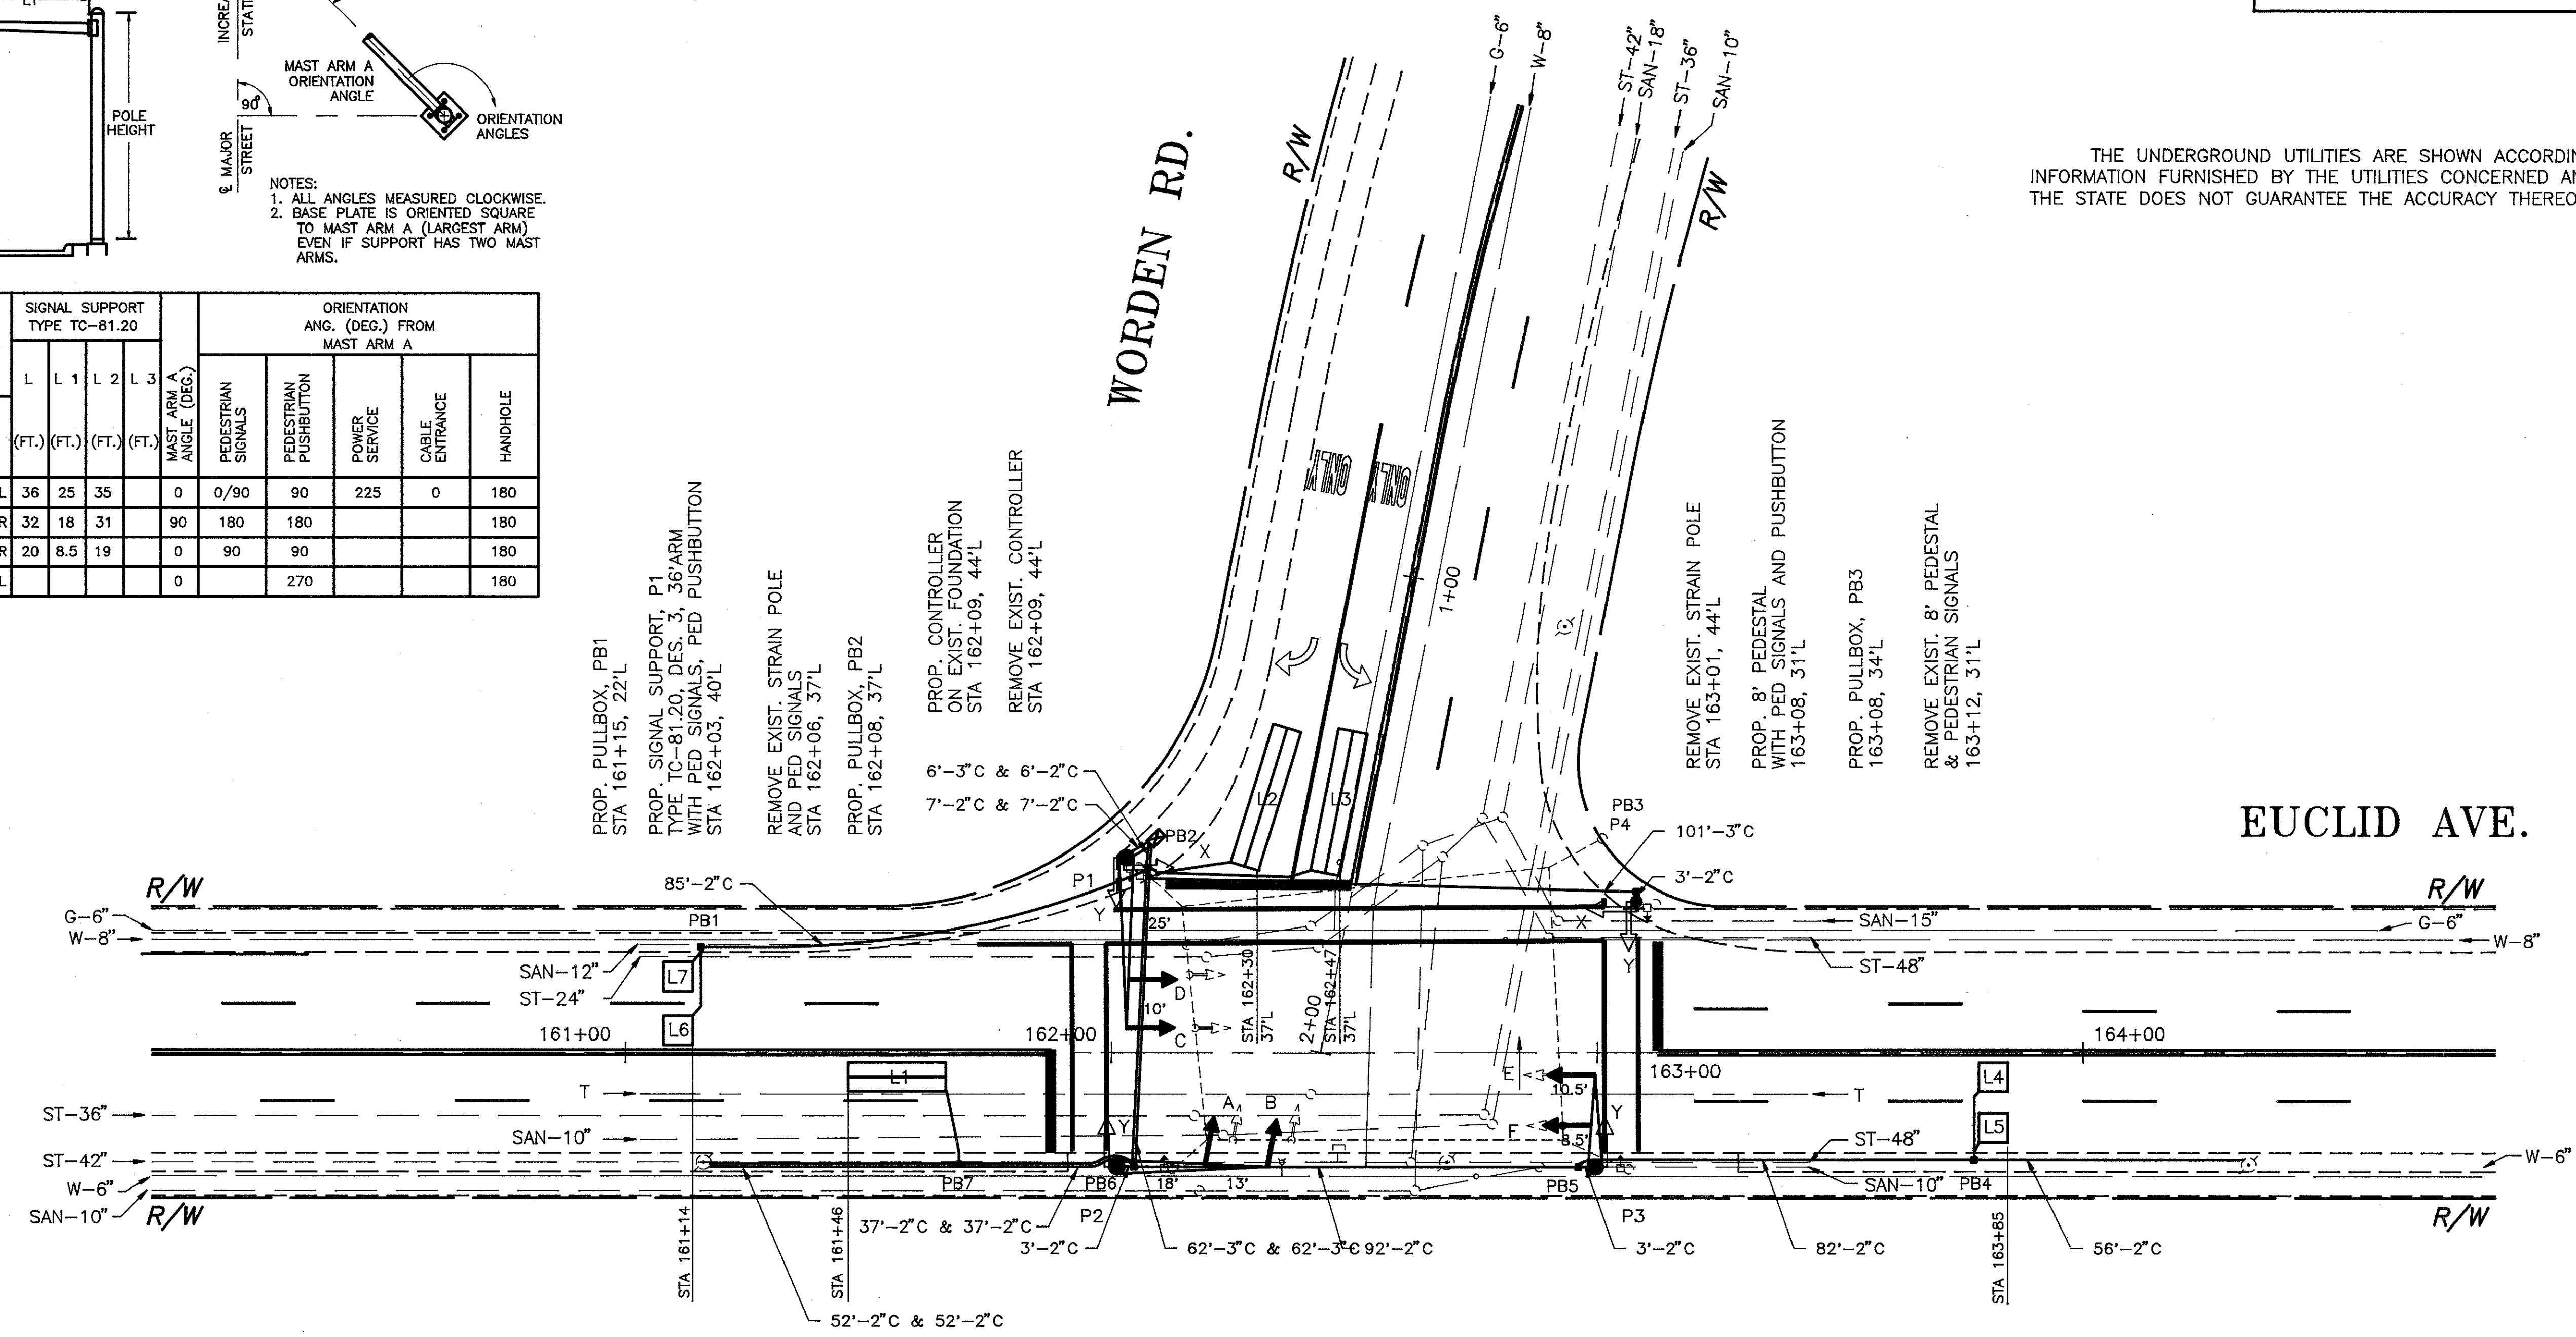 L1
POLE
HEIGHT
STREET
℄ MAJOR
90°
MAST ARM A
ORIENTATION
ANGLE
ORIENTATION
ANGLES
NOTES:
1. ALL ANGLES MEASURED CLOCKWISE.
2. BASE PLATE IS ORIENTED SQUARE
TO MAST ARM A (LARGEST ARM)
EVEN IF SUPPORT HAS TWO MAST
ARMS.
SIGNAL SUPPORT
TYPE TC-81.20
MAST ARM A
ANGLE (DEG.)
ORIENTATION
ANG. (DEG.) FROM
MAST ARM A
L L 1 L 2 L 3
(FT.) (FT.) (FT.) (FT.)
PEDESTRIAN
SIGNALS
PEDESTRIAN
PUSHBUTTON
POWER
SERVICE
CABLE
ENTRANCE
HANDHOLE
L 36 25 35 0 0/90 90 225 0 180
R 32 18 31 90 180 180 180
R 20 8.5 19 0 90 90 180
L 0 270 180
THE UNDERGROUND UTILITIES ARE SHOWN
INFORMATION FURNISHED BY THE UTILITIES CONCERNED
THE STATE DOES NOT GUARANTEE THE ACCURACY
WORDEN RD.
R/W
G-6"
W-8"
ST-42"
SAN-18"
ST-36"
SAN-10"
R/W
ONLY
ONLY
1+00
PROP. PULLBOX, PB1
STA 161+15, 22'L
PROP. SIGNAL SUPPORT, P1
TYPE TC-81.20, DES. 3, 36'ARM
WITH PED SIGNALS, PED PUSHBUTTON
STA 162+03, 40'L
REMOVE EXIST. STRAIN POLE
AND PED SIGNALS
STA 162+06, 37'L
PROP. PULLBOX, PB2
STA 162+08, 37'L
PROP. CONTROLLER
ON EXIST. FOUNDATION
STA 162+09, 44'L
REMOVE EXIST. CONTROLLER
STA 162+09, 44'L
REMOVE EXIST. STRAIN POLE
STA 163+01, 44'L
PROP. 8' PEDESTAL
WITH PED SIGNALS AND PUSHBUTTON
163+08, 31'L
PROP. PULLBOX, PB3
163+08, 34'L
REMOVE EXIST. 8' PEDESTAL
& PEDESTRIAN SIGNALS
163+12, 31'L
EUCLID AVE.
6'-3"C & 6'-2"C
7'-2"C & 7'-2"C
L2
L3
PB3
P4
101'-3"C
PB2
X
P1
3'-2"C
R/W
85'-2"C
R/W
G-6"
PB1
Y
25'
X
SAN-15"
G-6"
W-8"
W-8"
SAN-12"
ST-24"
L7
D
STA 162+30
37'L
STA 162+47
37'L
2+00
Y
ST-48"
10'
L6
C
161+00
162+00
163+00
164+00
L1
E
10.5'
L4
T
T
ST-36"
A
B
Y
SAN-10"
Y
F
8.5'
L5
ST-48"
ST-42"
W-6"
W-6"
PB7
PB6
18'
13'
PB5
SAN-10"
PB4
SAN-10"
R/W
R/W
37'-2"C & 37'-2"C
P2
P3
3'-2"C
62'-3"C & 62'-3"C
92'-2"C
3'-2"C
82'-2"C
56'-2"C
STA 161+14
STA 161+46
STA 163+85
52'-2"C & 52'-2"C